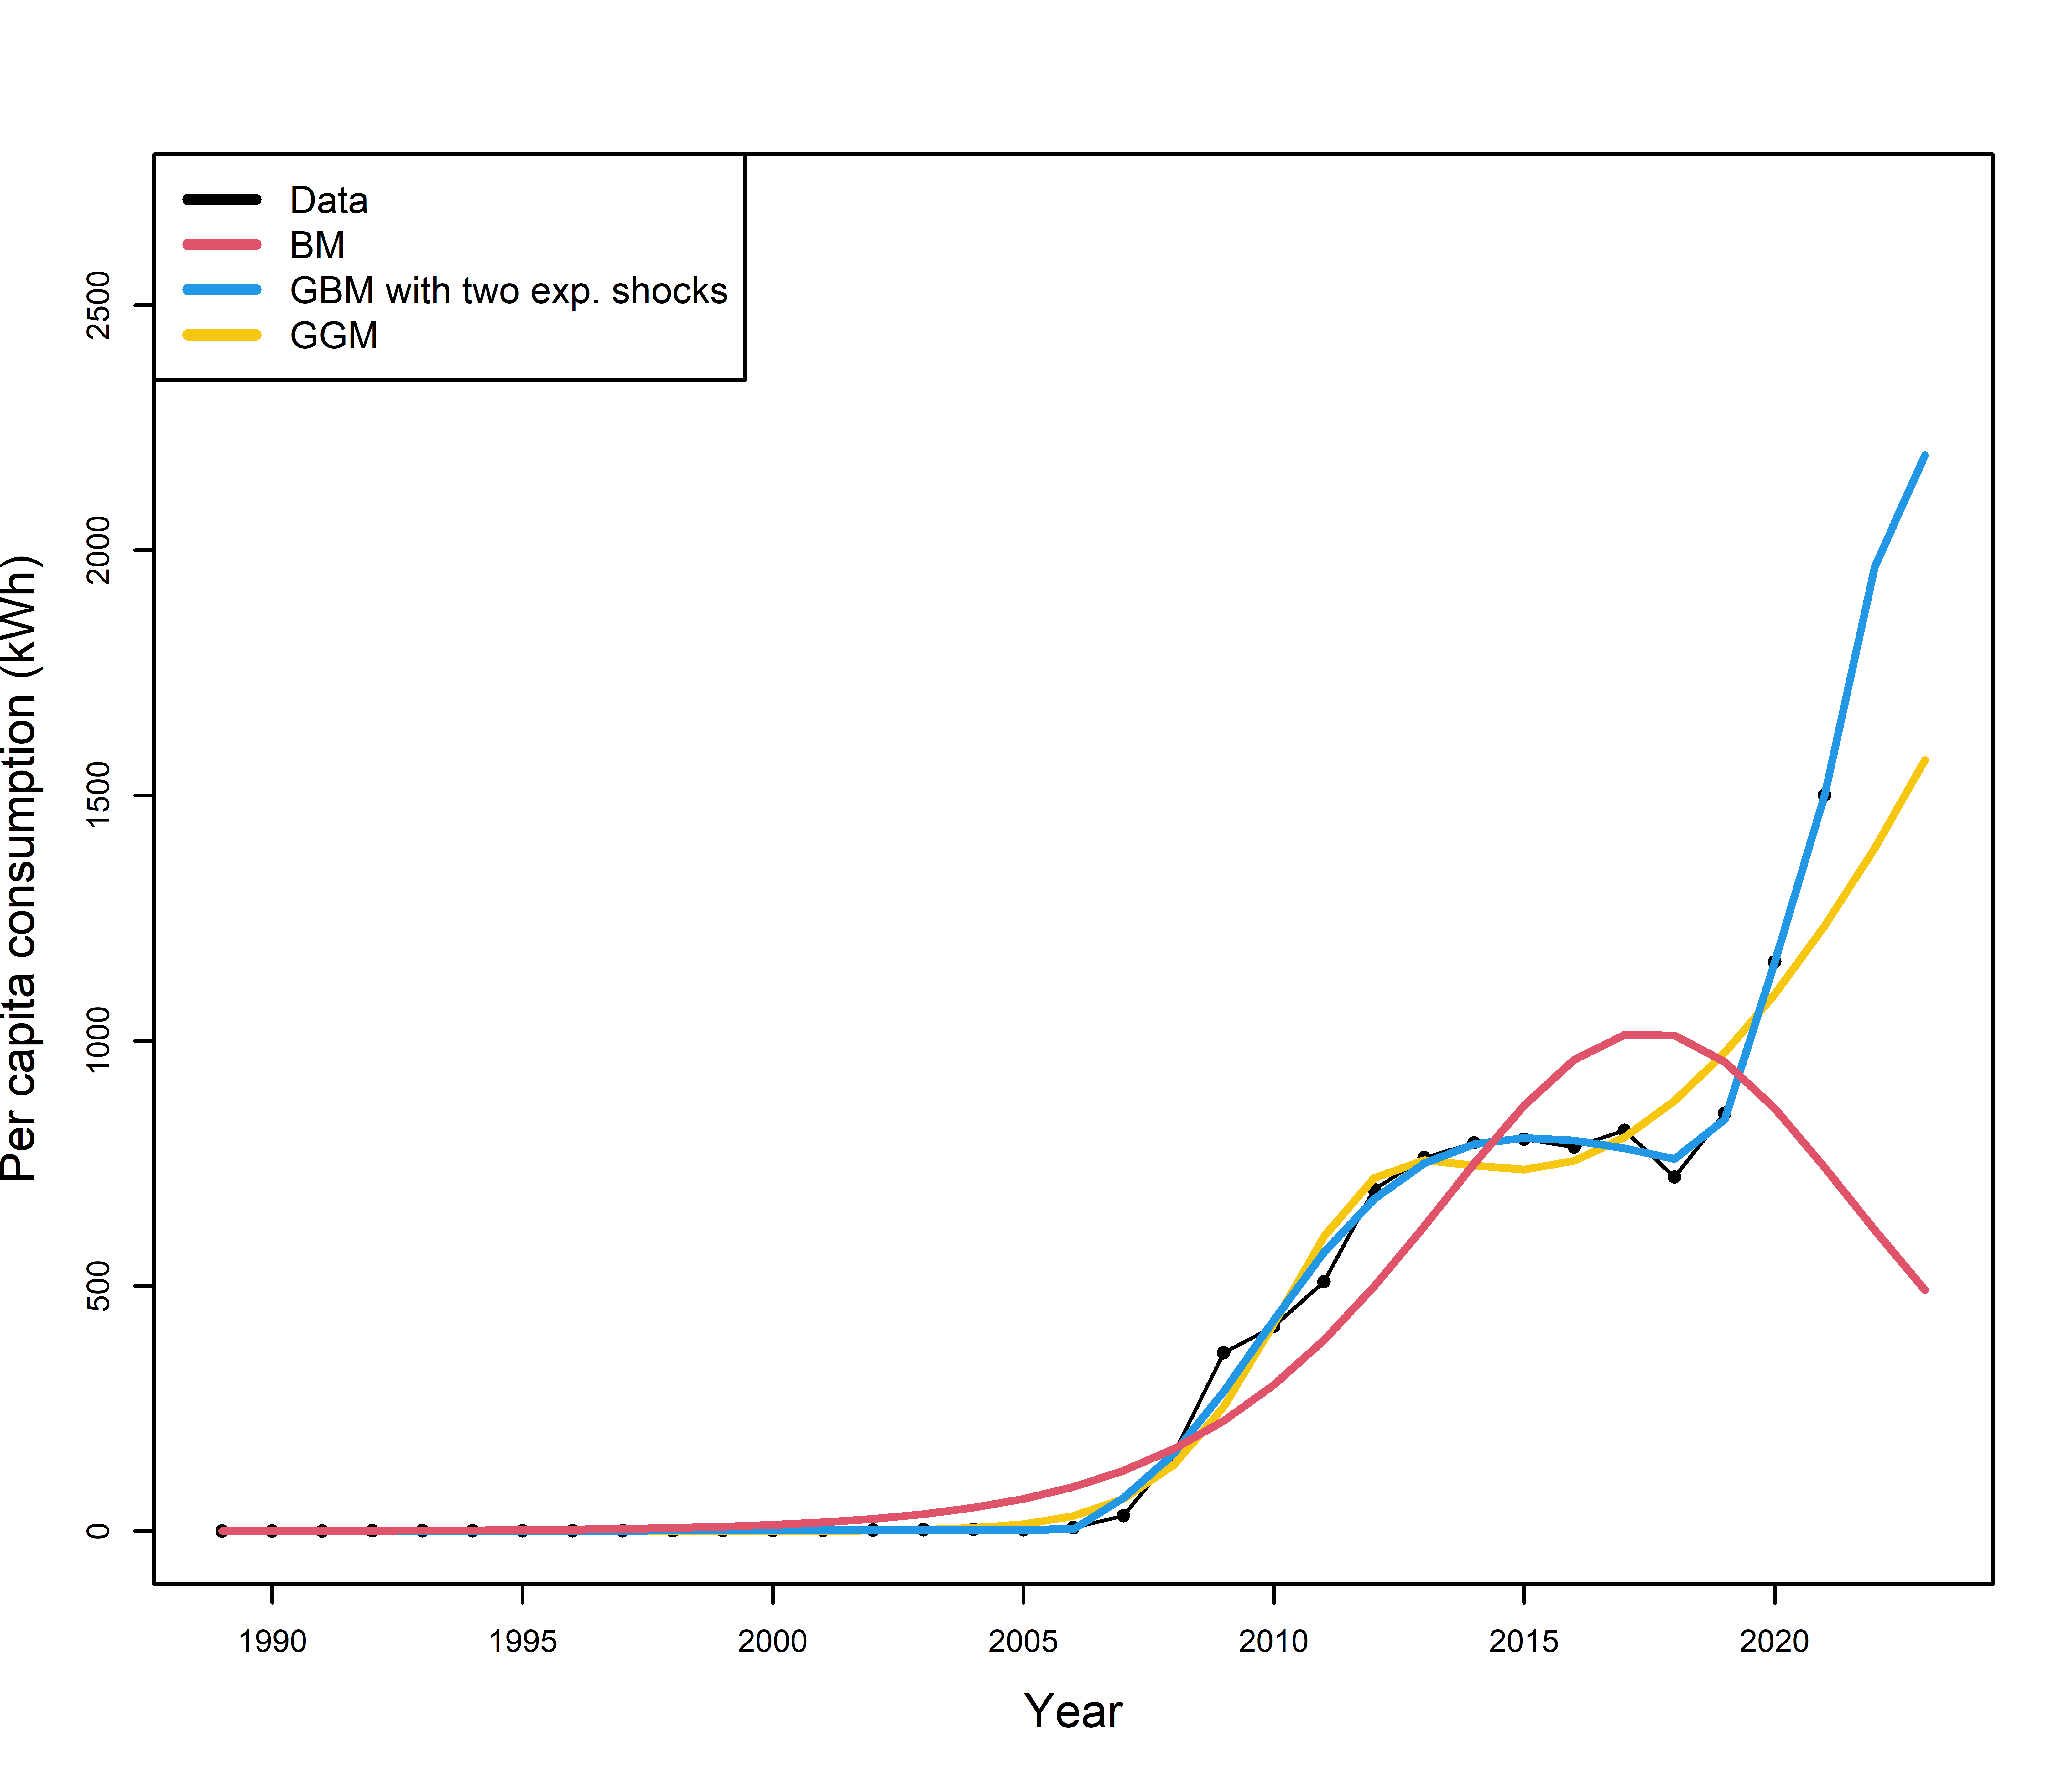 Data
BM
GBM with two exp. shocks
GGM
Per capita consumption (kWh)
2500
2000
1500
1000
500
0
1990 1995 2000 2005 2010 2015 2020
Year